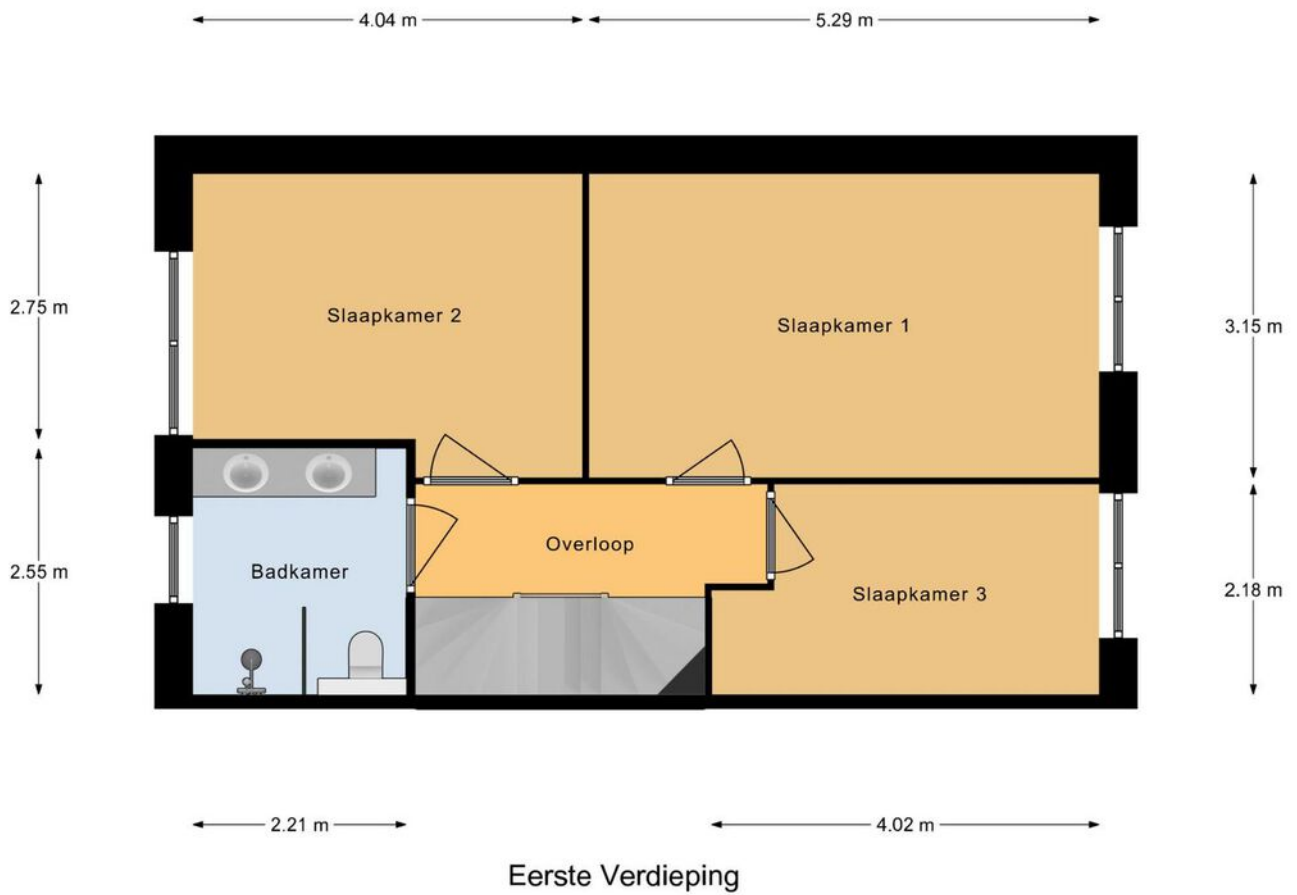 4.04 m
5.29 m
2.75 m
Slaapkamer 2
Slaapkamer 1
3.15 m
Overloop
Badkamer
2.55 m
Slaapkamer 3
2.18 m
2.21 m
4.02 m
Eerste Verdieping